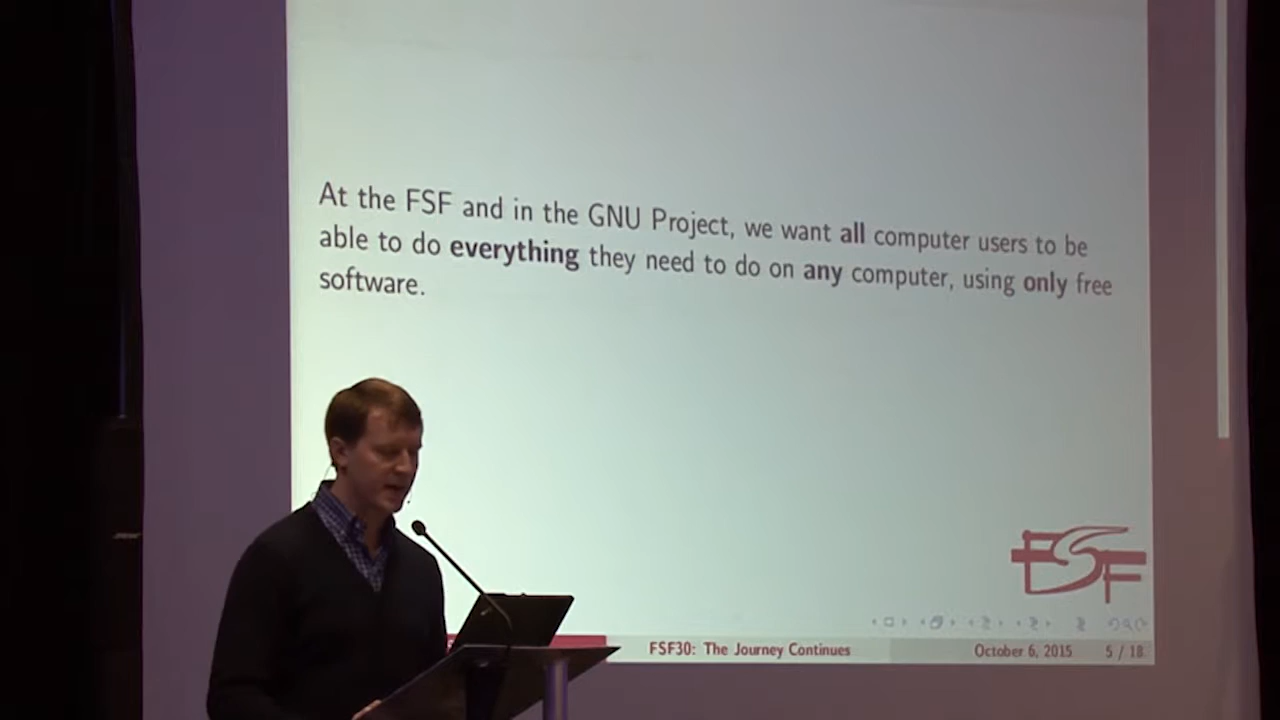 At the FSF and in the GNU Project, we want all computer users to be
able to do everything they need to do on any computer, using only free
software.
FSF
FSF30: The Journey Continues October 6, 2015 5 / 18